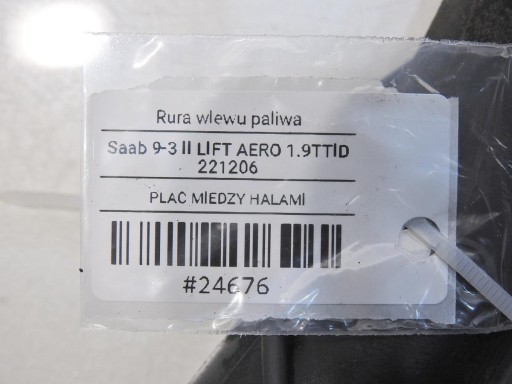 Rura wlewu paliwa
Saab 9-3 II LIFT AERO 1.9TTID
221206
PLAC MIEDZY HALAMI
#24676